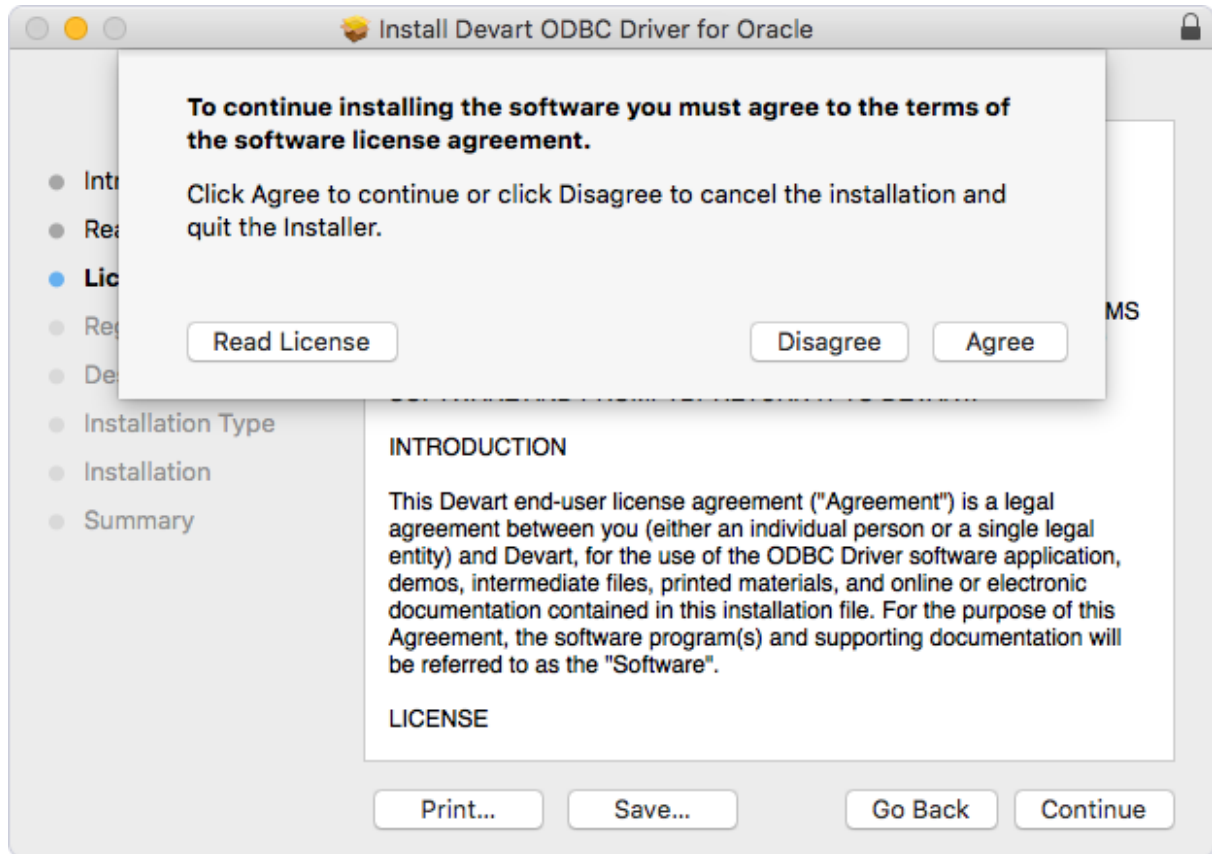 Install Devart ODBC Driver for Oracle
To continue installing the software you must agree to the terms of
the software license agreement.
Click Agree to continue or click Disagree to cancel the installation and
quit the Installer.
Read License
Disagree
Agree
Lic
MS
Installation Type
Installation
Summary
INTRODUCTION
This Devart end-user license agreement ("Agreement") is a legal
agreement between you (either an individual person or a single legal
entity) and Devart, for the use of the ODBC Driver software application,
demos, intermediate files, printed materials, and online or electronic
documentation contained in this installation file. For the purpose of this
Agreement, the software program(s) and supporting documentation will
be referred to as the "Software".
LICENSE
Print...
Save...
Go Back
Continue